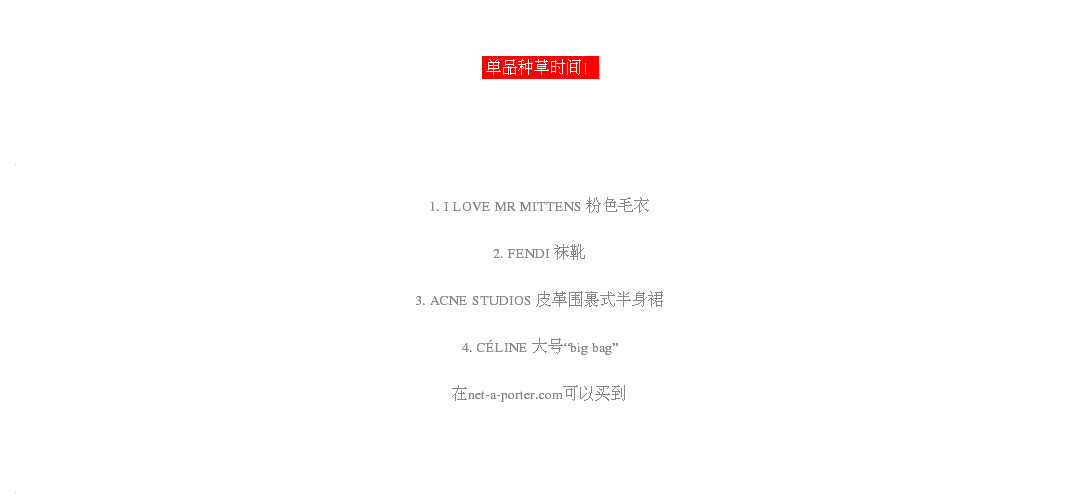 单品种草时间！
1. I LOVE MR MITTENS 粉色毛衣
2. FENDI 袜靴
3. ACNE STUDIOS 皮革围裹式半身裙
4. CÉLINE 大号“big bag”
在net-a-porter.com可以买到